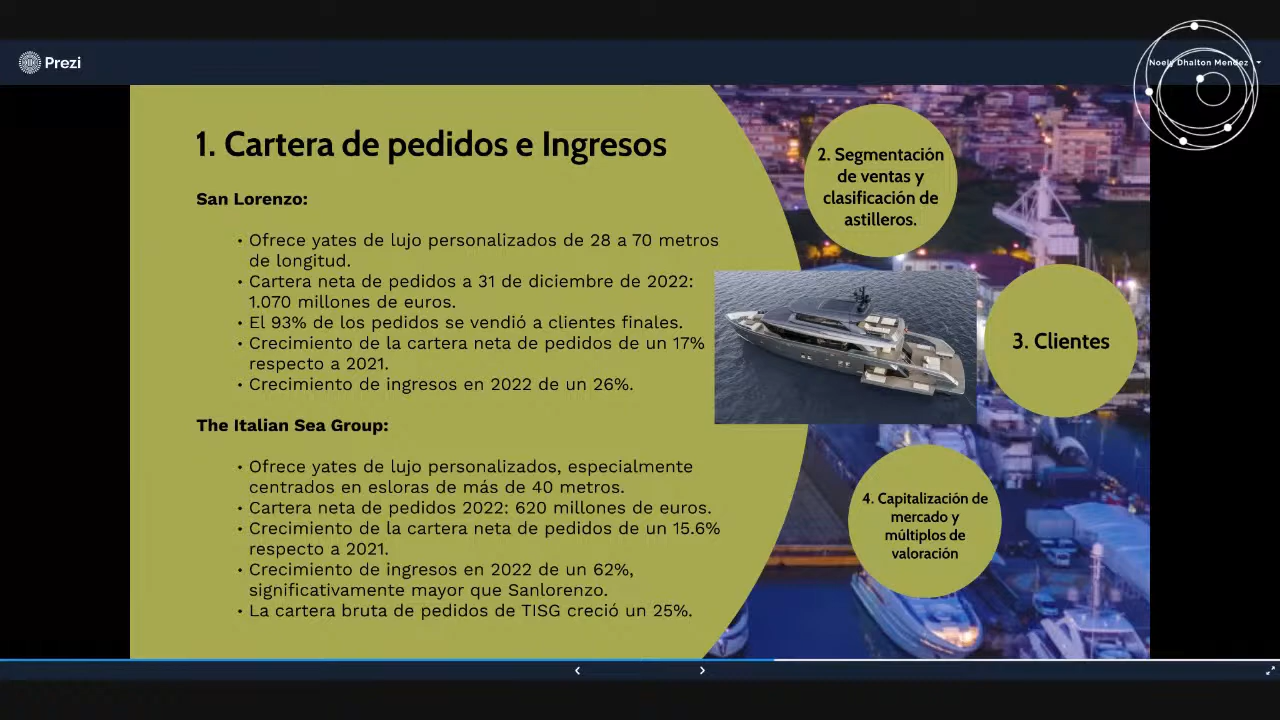 Prezi
Noely Dhalton Mendez
1. Cartera de pedidos e Ingresos
San Lorenzo:
• Ofrece yates de lujo personalizados de 28 a 70 metros
de longitud.
• Cartera neta de pedidos a 31 de diciembre de 2022:
1.070 millones de euros.
• El 93% de los pedidos se vendió a clientes finales.
• Crecimiento de la cartera neta de pedidos de un 17%
respecto a 2021.
• Crecimiento de ingresos en 2022 de un 26%.
The Italian Sea Group:
• Ofrece yates de lujo personalizados, especialmente
centrados en esloras de más de 40 metros.
• Cartera neta de pedidos 2022: 620 millones de euros.
• Crecimiento de la cartera neta de pedidos de un 15.6%
respecto a 2021.
• Crecimiento de ingresos en 2022 de un 62%,
significativamente mayor que Sanlorenzo.
• La cartera bruta de pedidos de TISG creció un 25%.
2. Segmentación
de ventas y
clasificación de
astilleros.
3. Clientes
4. Capitalización de
mercado y
múltiplos de
valoración